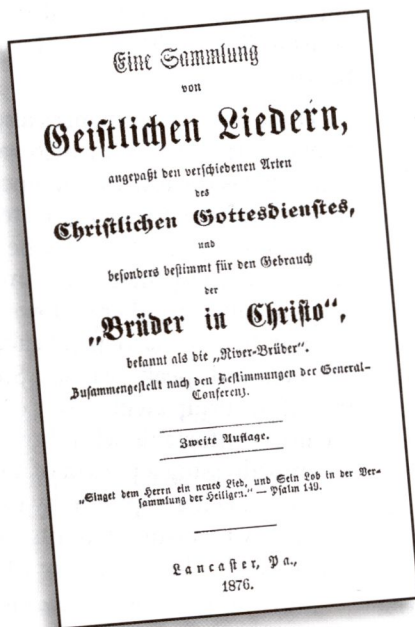 Eine Sammlung
von
Geistlichen Liedern,
angepaßt den verschiedenen Arten
des
Christlichen Gottesdienstes,
und
besonders bestimmt für den Gebrauch
der
„Brüder in Christo“,
bekannt als die „River-Brüder“.
Zusammengestellt nach den Bestimmungen der General-
Conferenz.
Zweite Auflage.
„Singet dem Herrn ein neues Lied, und Sein Lob in der Ver-
sammlung der Heiligen.“ — Psalm 149.
Lancaster, Pa.,
1876.